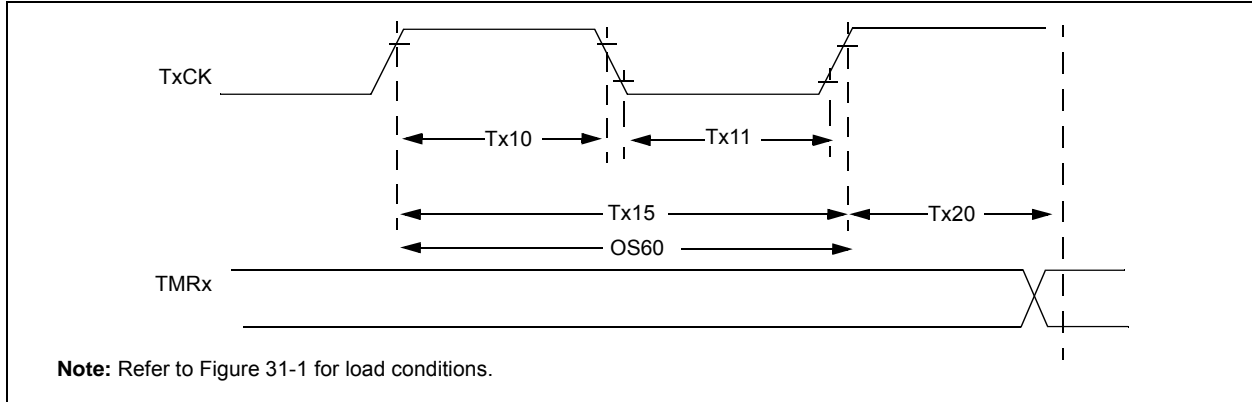 TxCK
Tx10
Tx11
Tx15
Tx20
OS60
TMRx
Note: Refer to Figure 31-1 for load conditions.